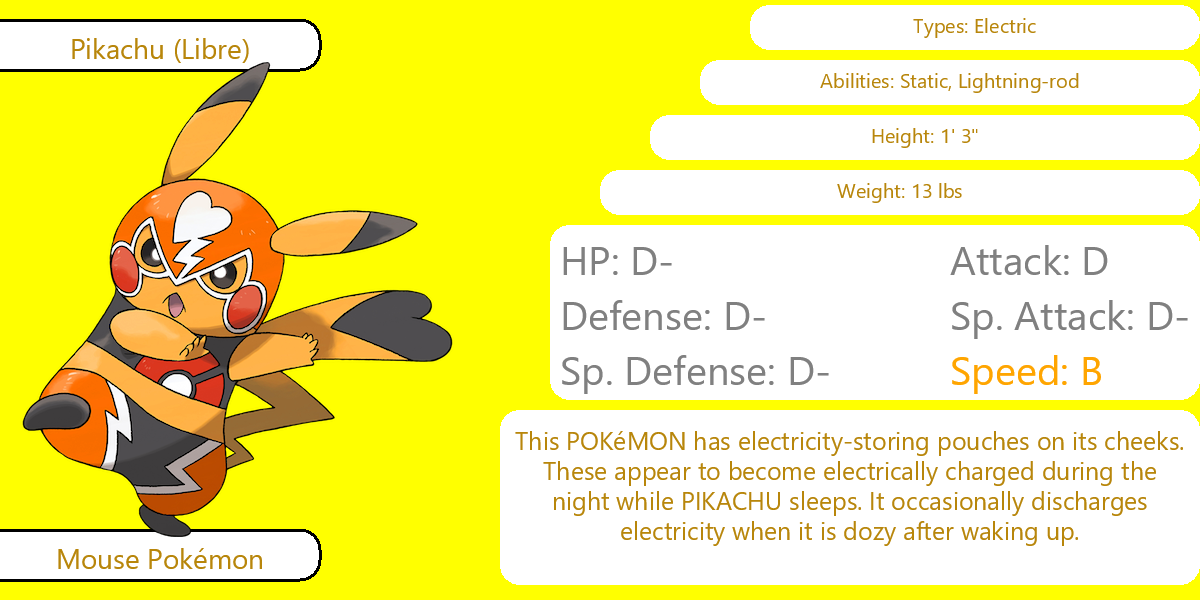 Pikachu (Libre)
Types: Electric
Abilities: Static, Lightning-rod
Height: 1' 3"
Weight: 13 lbs
HP: D-
Attack: D
Defense: D-
Sp. Attack: D-
Sp. Defense: D-
Speed: B
This POKéMON has electricity-storing pouches on its cheeks.
These appear to become electrically charged during the
night while PIKACHU sleeps. It occasionally discharges
electricity when it is dozy after waking up.
Mouse Pokémon